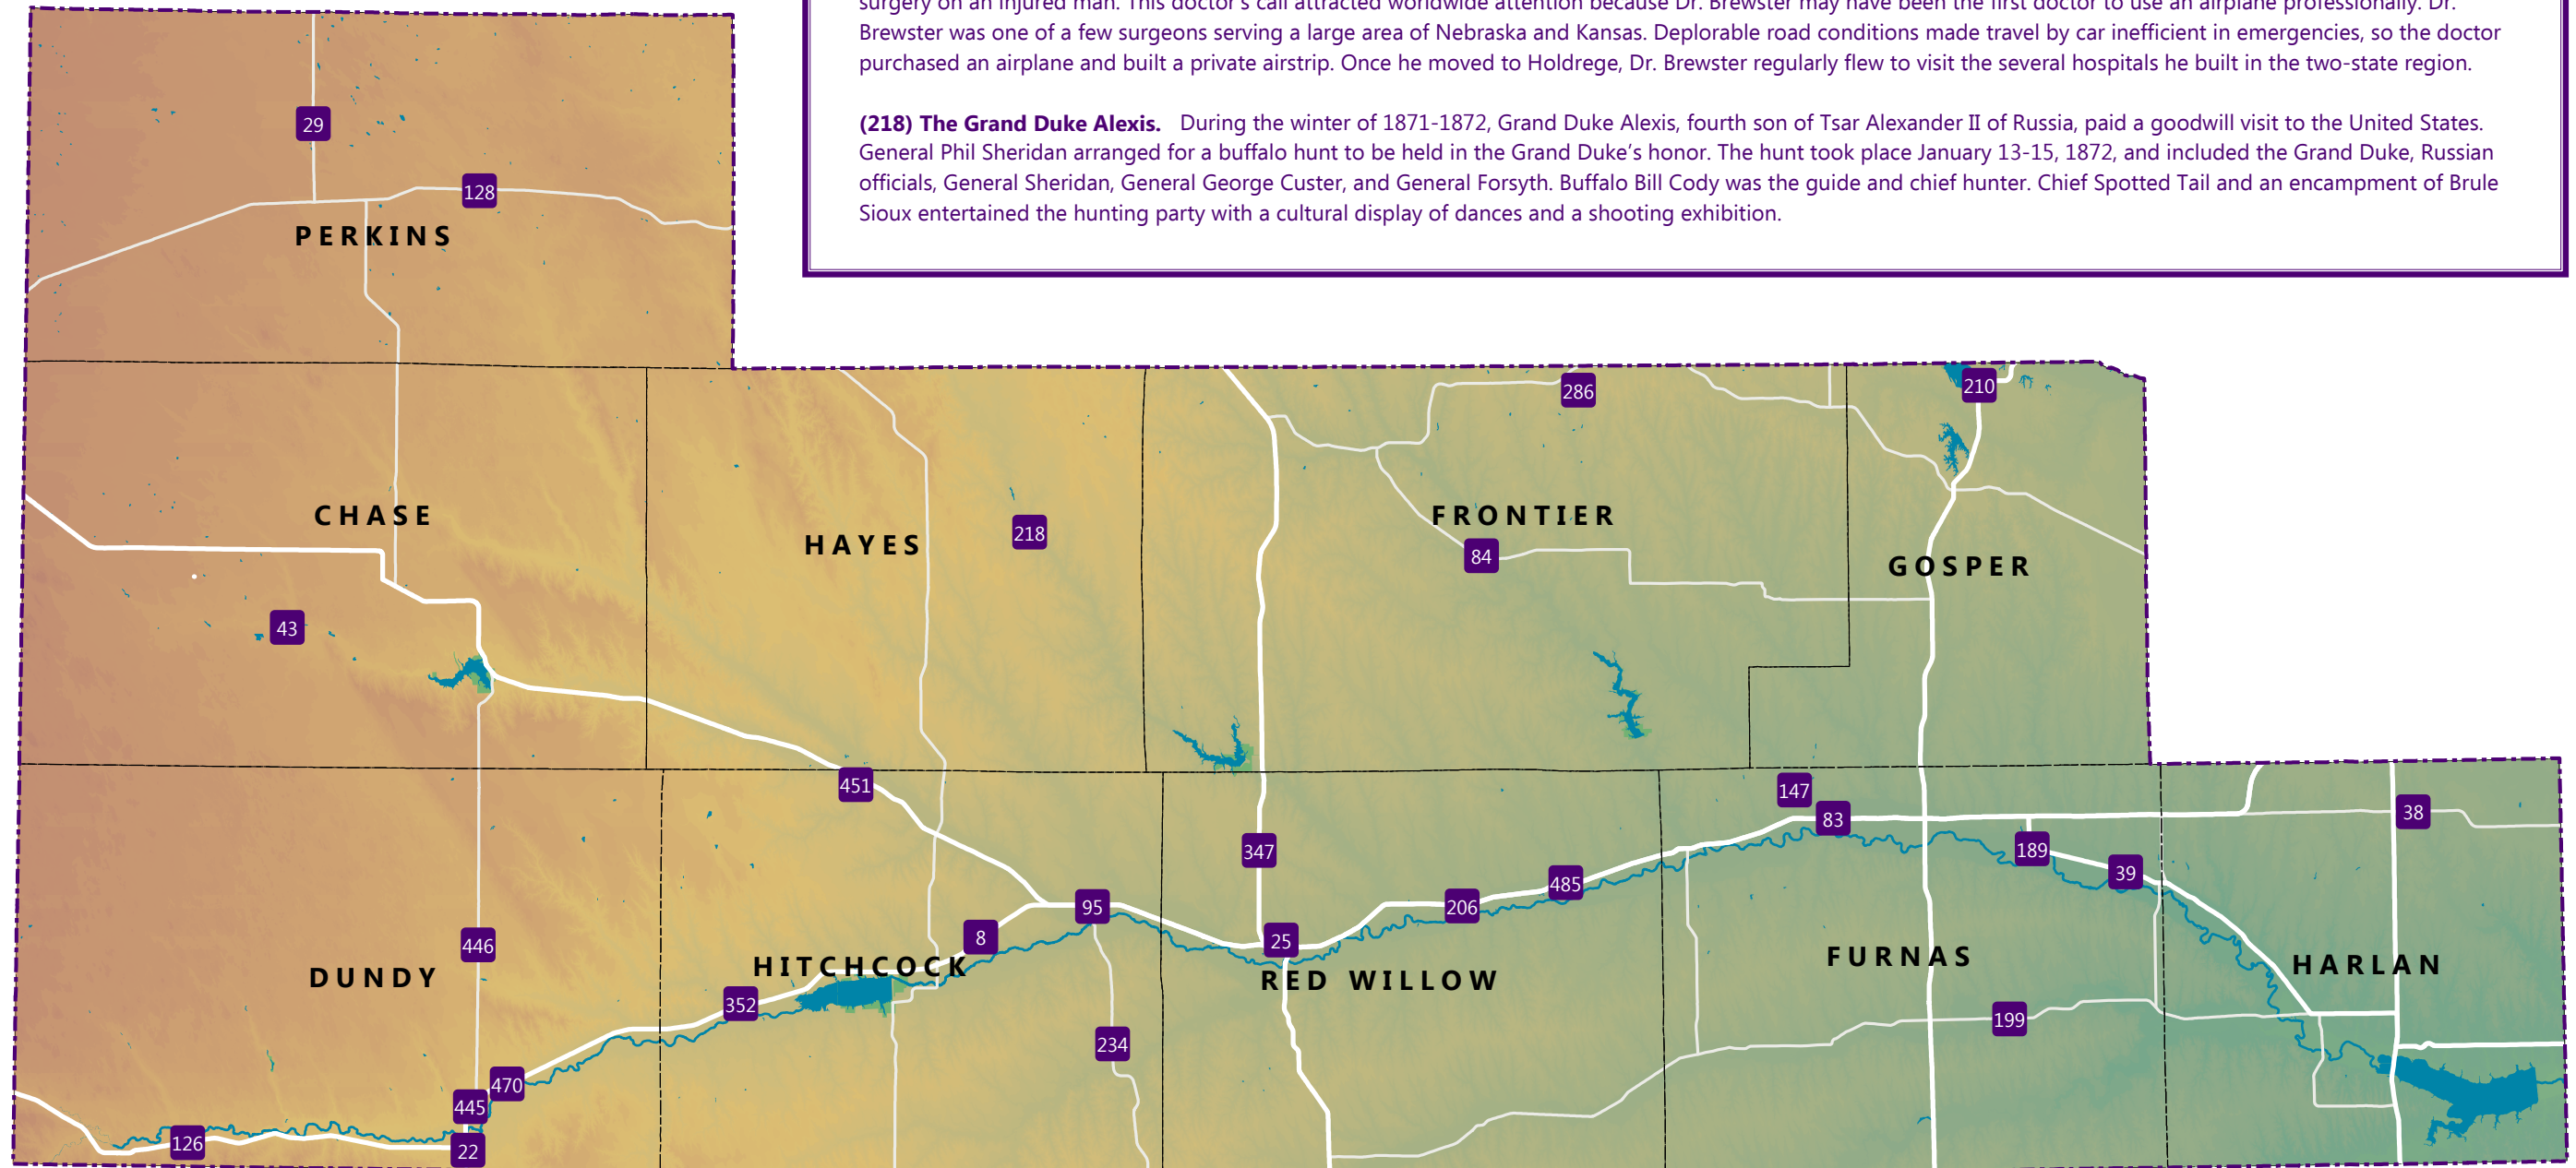 surgery on an injured man. This doctor's call attracted worldwide attention because Dr. Brewster may have been the first doctor to use an airplane professionally. Dr.
Brewster was one of a few surgeons serving a large area of Nebraska and Kansas. Deplorable road conditions made travel by car inefficient in emergencies, so the doctor
purchased an airplane and built a private airstrip. Once he moved to Holdrege, Dr. Brewster regularly flew to visit the several hospitals he built in the two-state region.
(218) The Grand Duke Alexis. During the winter of 1871-1872, Grand Duke Alexis, fourth son of Tsar Alexander II of Russia, paid a goodwill visit to the United States.
General Phil Sheridan arranged for a buffalo hunt to be held in the Grand Duke's honor. The hunt took place January 13-15, 1872, and included the Grand Duke, Russian
officials, General Sheridan, General George Custer, and General Forsyth. Buffalo Bill Cody was the guide and chief hunter. Chief Spotted Tail and an encampment of Brule
Sioux entertained the hunting party with a cultural display of dances and a shooting exhibition.
29
128
PERKINS
286
210
CHASE
FRONTIER
218
HAYES
84
GOSPER
43
451
147
38
83
347
189
39
485
95
206
8
25
446
FURNAS
HARLAN
HITCHCOCK
DUNDY
RED WILLOW
352
199
234
470
445
126
22